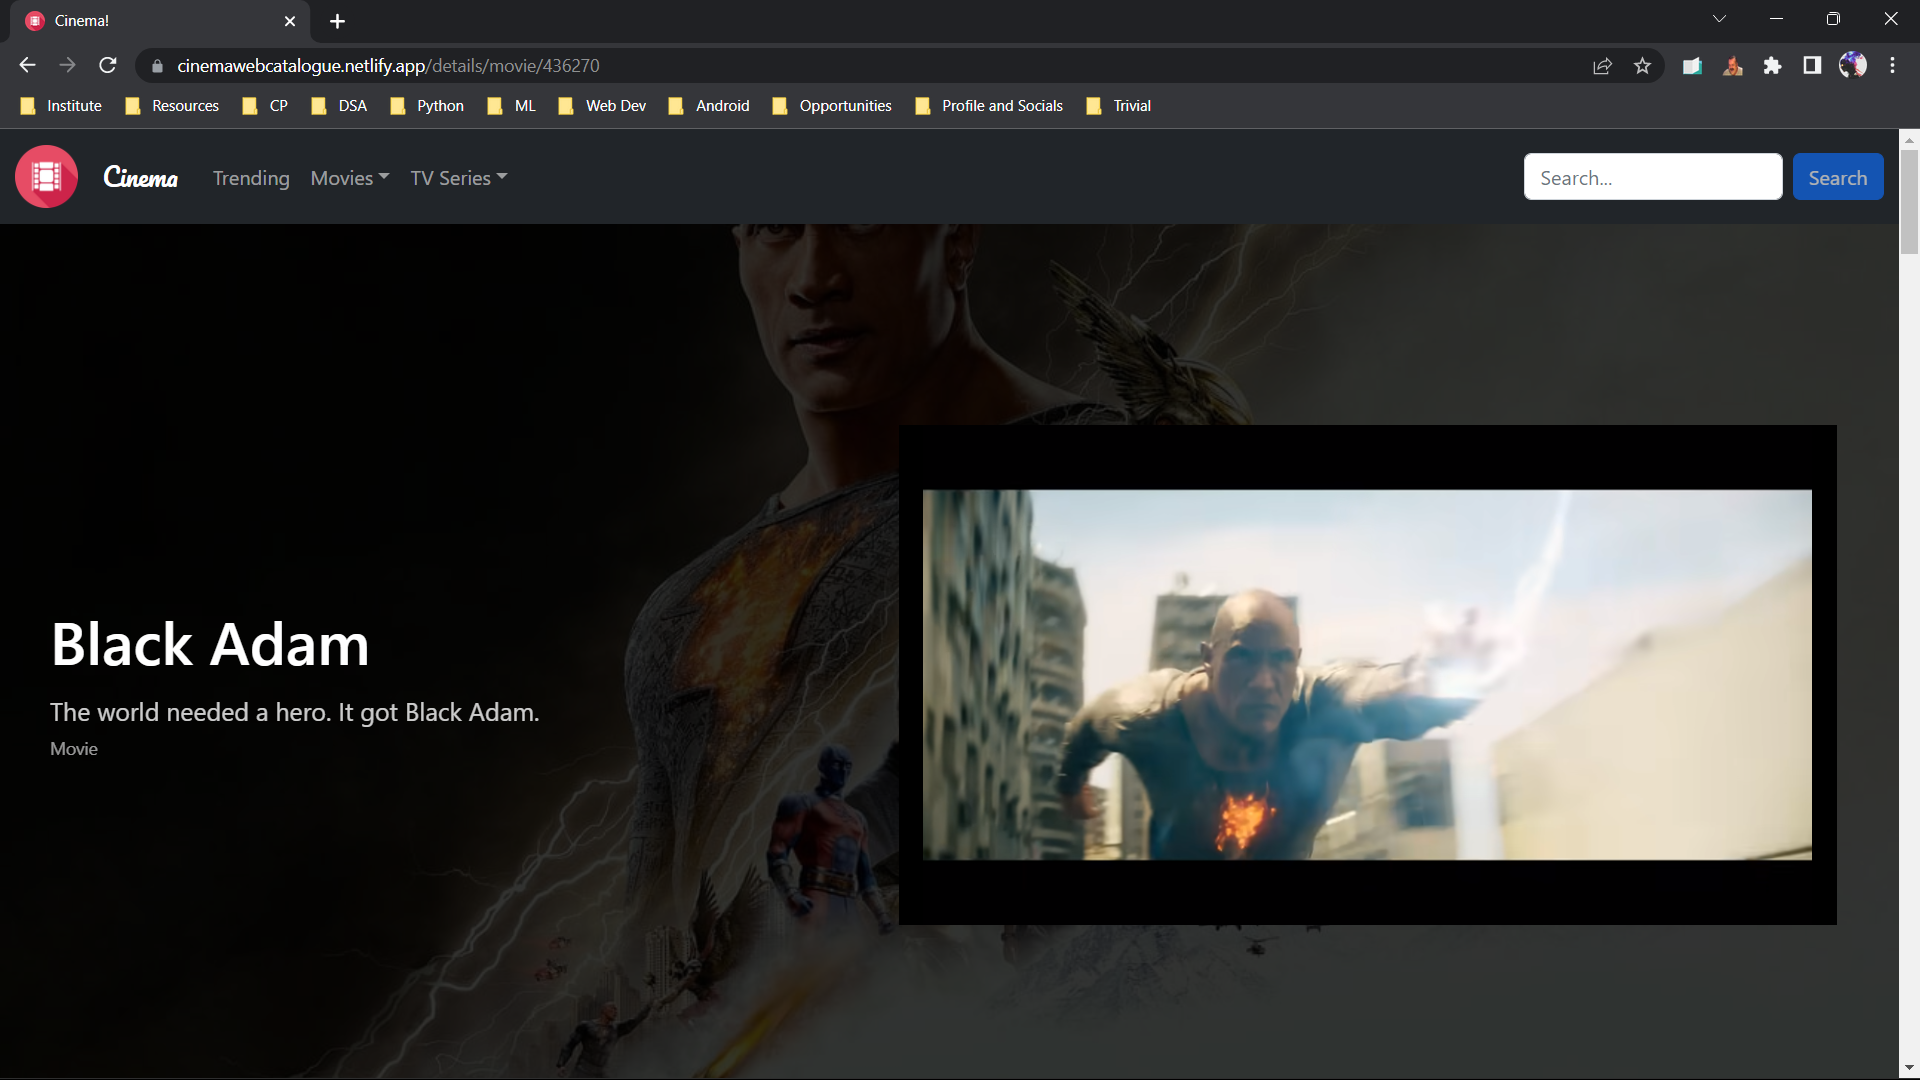 Cinema!
cinemawebcatalogue.netlify.app/details/movie/436270
Institute Resources CP DSA Python ML Web Dev Android Opportunities Profile and Socials Trivial
Cinema Trending Movies TV Series Search... Search
Black Adam
The world needed a hero. It got Black Adam.
Movie